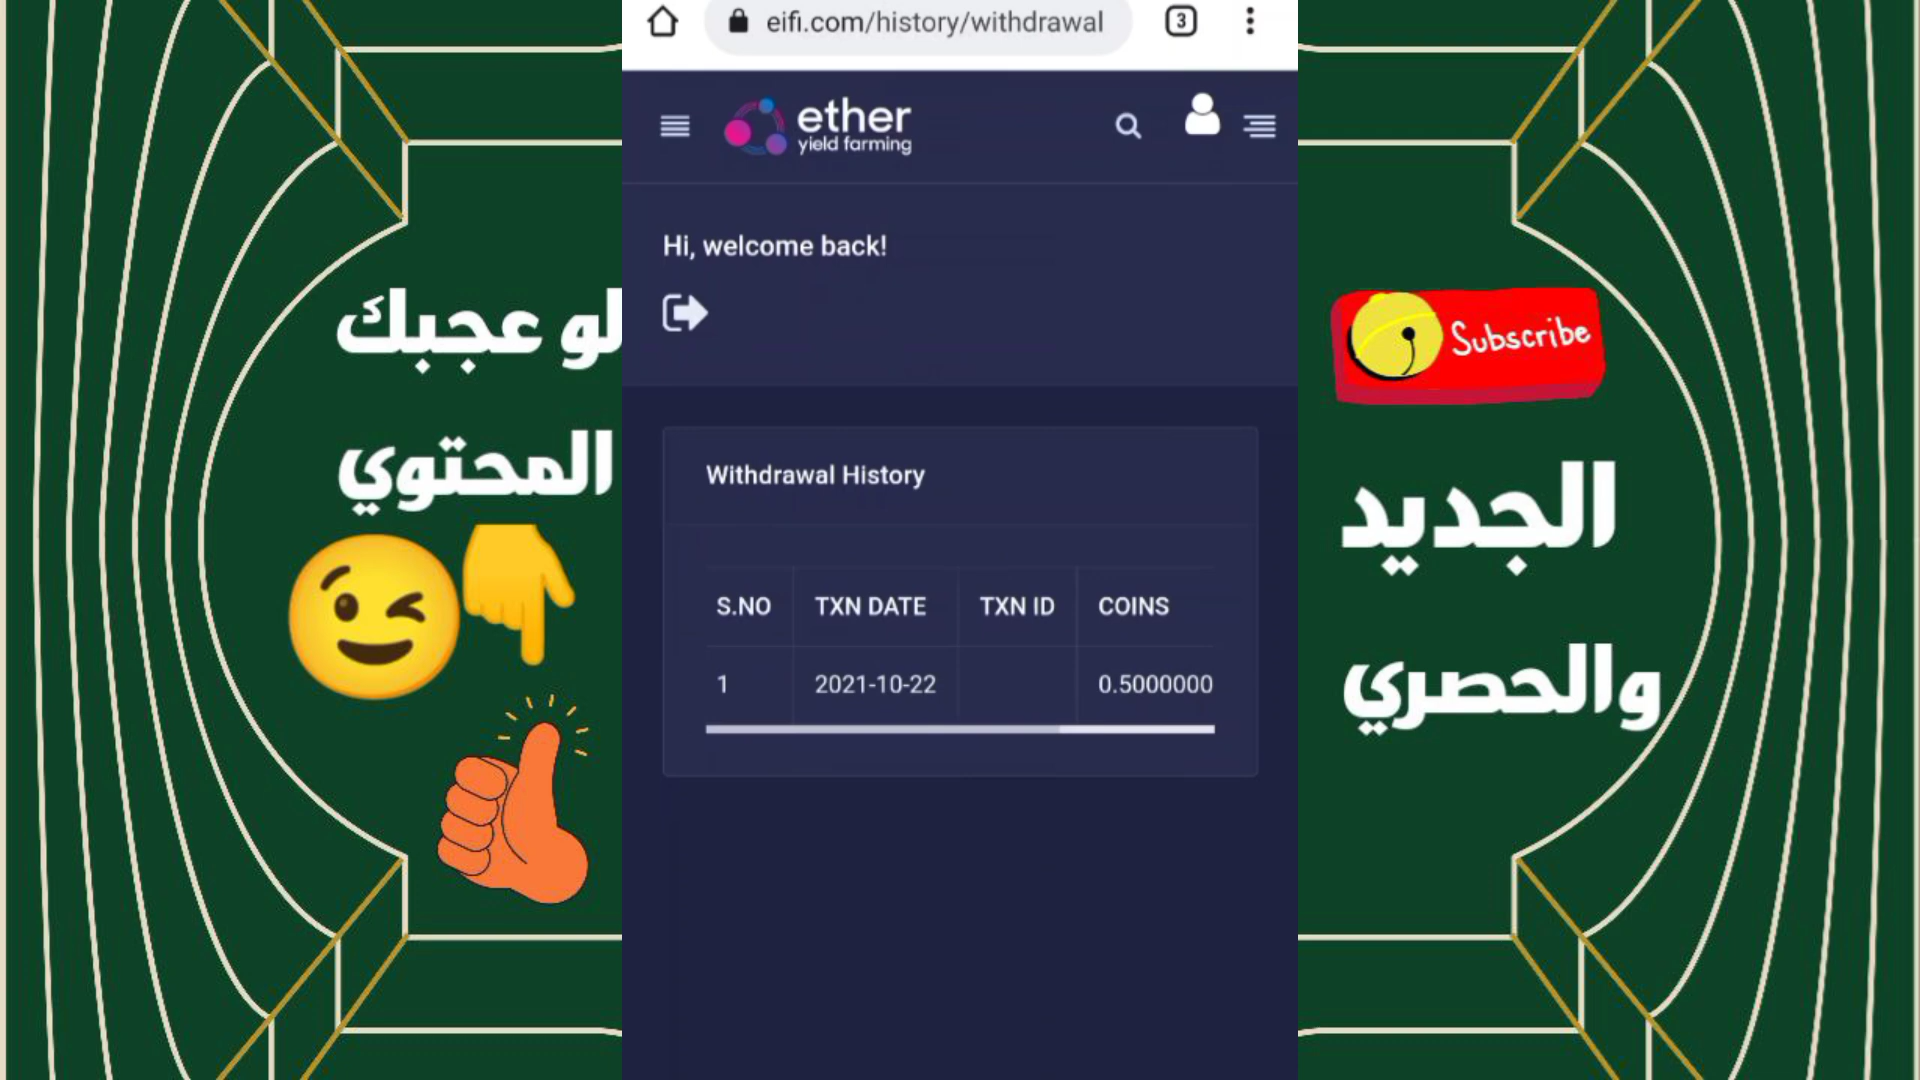 eifi.com/history/withdrawal
3
ether
yield farming
Hi, welcome back!
لو عجبك
المحتوي
Subscribe
الجديد
والحصري
Withdrawal History
S.NO TXN DATE TXN ID COINS
1 2021-10-22 0.5000000